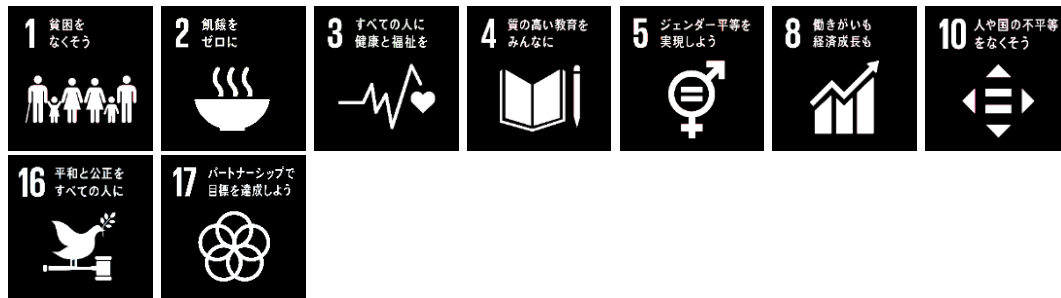 1 貧困を
なくそう
2 飢餓を
ゼロに
3 すべての人に
健康と福祉を
4 質の高い教育を
みんなに
5 ジェンダー平等を
実現しよう
8 働きがいも
経済成長も
10 人や国の不平等
をなくそう
16 平和と公正を
すべての人に
17 パートナーシップで
目標を達成しよう